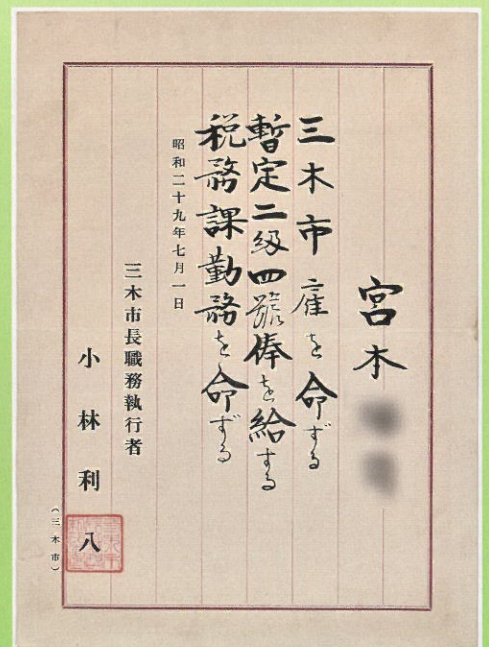 宮木
三木市雇を命ずる
暫定二級四号俸を給する
税務課勤務を命ずる
昭和二十九年七月一日
三木市長職務執行者
小林利八
(三木市)